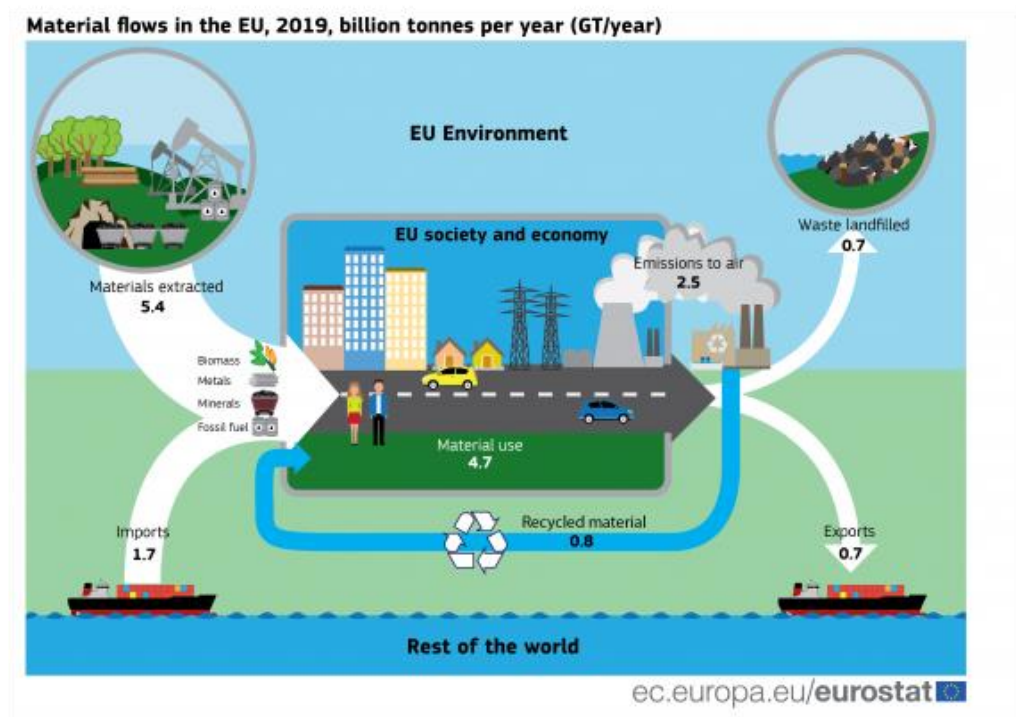 Material flows in the EU, 2019, billion tonnes per year (GT/year)
EU Environment
Waste landfilled
0.7
EU society and economy
Emissions to air
2.5
Materials extracted
5.4
Biomass
Metals
Minerals
Fossil fuel
Material use
4.7
Imports
1.7
Recycled material
0.8
Exports
0.7
Rest of the world
ec.europa.eu/eurostat